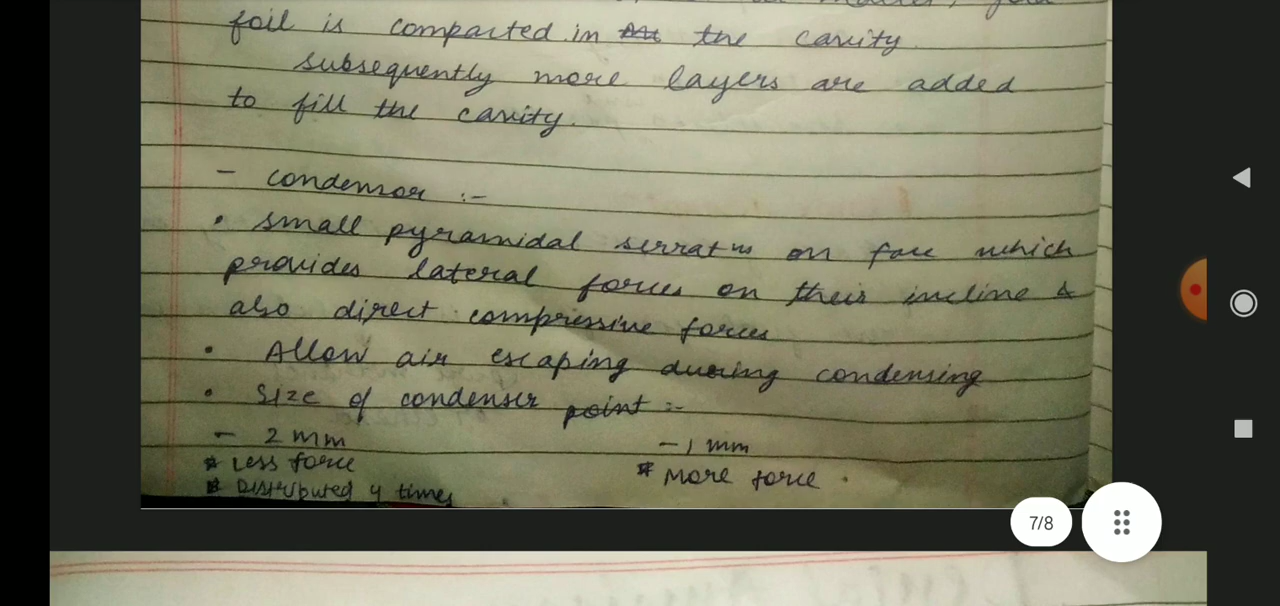 foil is compacted in the cavity.
subsequently more layers are added
to fill the cavity.
- condensor :-
• small pyramidal serratns on face which
provides lateral forces on their incline &
also direct compressive forces
• Allow air escaping during condensing
• Size of condenser point :-
- 2 mm - 1 mm
* Less force * More force .
* Distributed 4 times
7/8